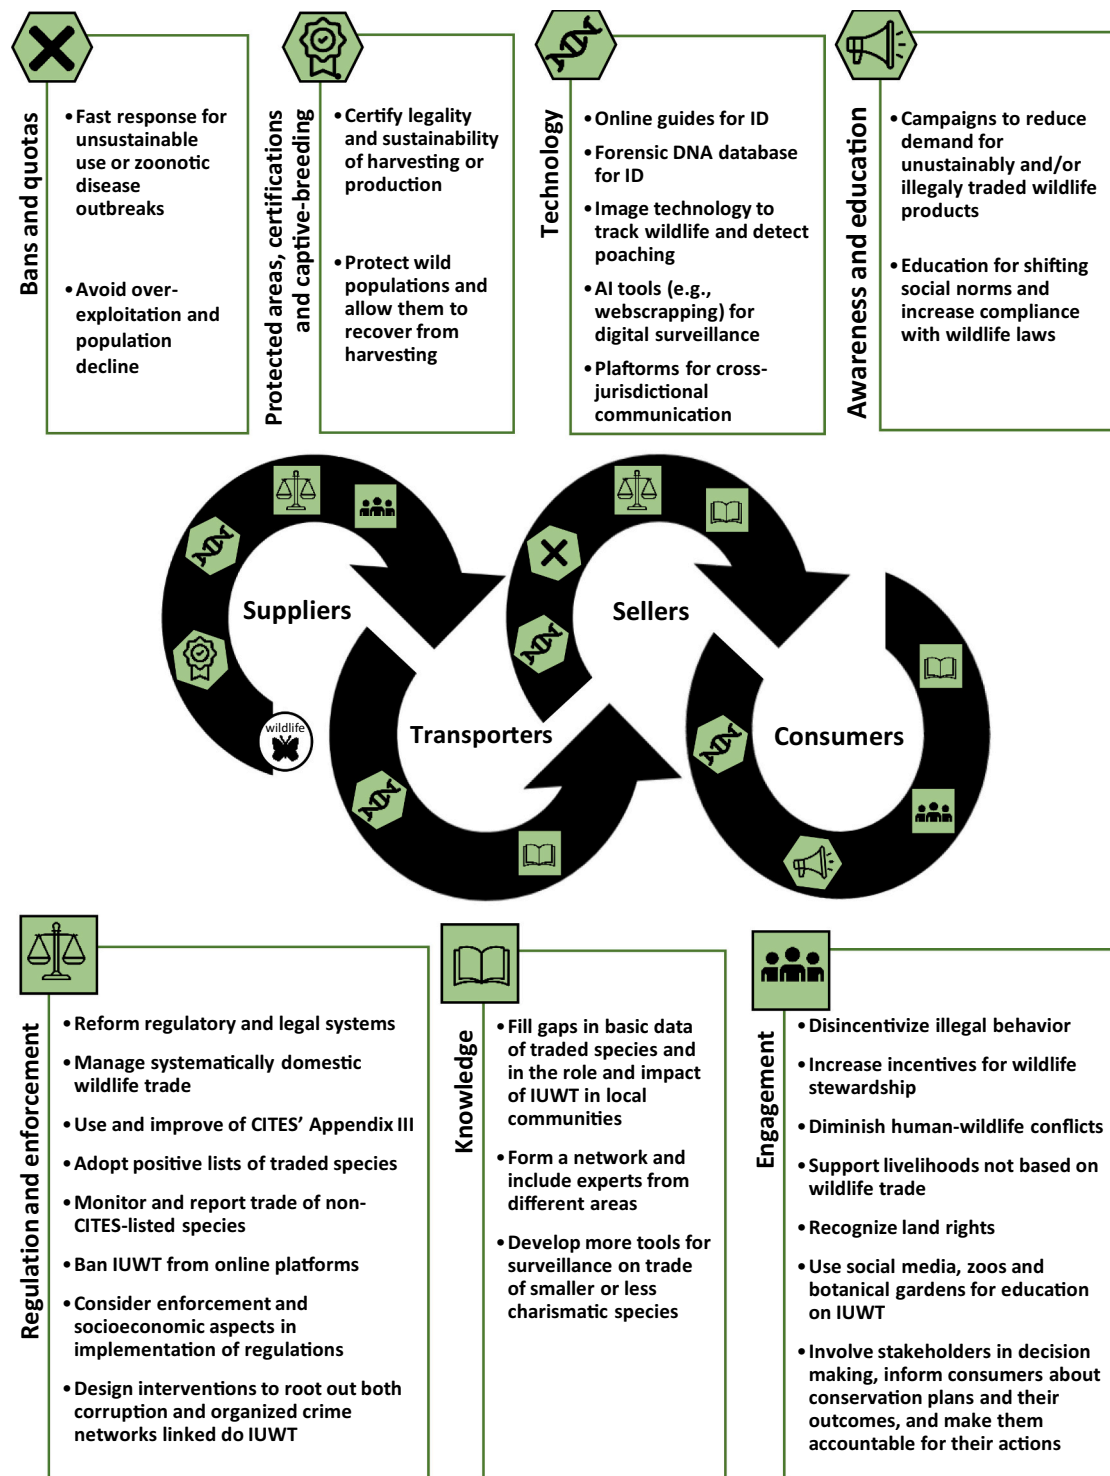 Bans and quotas
• Fast response for
unsustainable
use or zoonotic
disease
outbreaks
• Avoid over-
exploitation and
population
decline
Protected areas, certifications
and captive-breeding
• Certify legality
and sustainability
of harvesting or
production
• Protect wild
populations and
allow them to
recover from
harvesting
Technology
• Online guides for ID
• Forensic DNA database
for ID
• Image technology to
track wildlife and detect
poaching
• AI tools (e.g.,
webscrapping) for
digital surveillance
• Plaftorms for cross-
jurisdictional
communication
Awareness and education
• Campaigns to reduce
demand for
unustainably and/or
illegaly traded wildlife
products
• Education for shifting
social norms and
increase compliance
with wildlife laws
Suppliers
Sellers
wildlife
Transporters
Consumers
Regulation and enforcement
• Reform regulatory and legal systems
• Manage systematically domestic
wildlife trade
• Use and improve of CITES' Appendix III
• Adopt positive lists of traded species
• Monitor and report trade of non-
CITES-listed species
• Ban IUWT from online platforms
• Consider enforcement and
socioeconomic aspects in
implementation of regulations
• Design interventions to root out both
corruption and organized crime
networks linked do IUWT
Knowledge
• Fill gaps in basic data
of traded species and
in the role and impact
of IUWT in local
communities
• Form a network and
include experts from
different areas
• Develop more tools for
surveillance on trade
of smaller or less
charismatic species
Engagement
• Disincentivize illegal behavior
• Increase incentives for wildlife
stewardship
• Diminish human-wildlife conflicts
• Support livelihoods not based on
wildlife trade
• Recognize land rights
• Use social media, zoos and
botanical gardens for education
on IUWT
• Involve stakeholders in decision
making, inform consumers about
conservation plans and their
outcomes, and make them
accountable for their actions